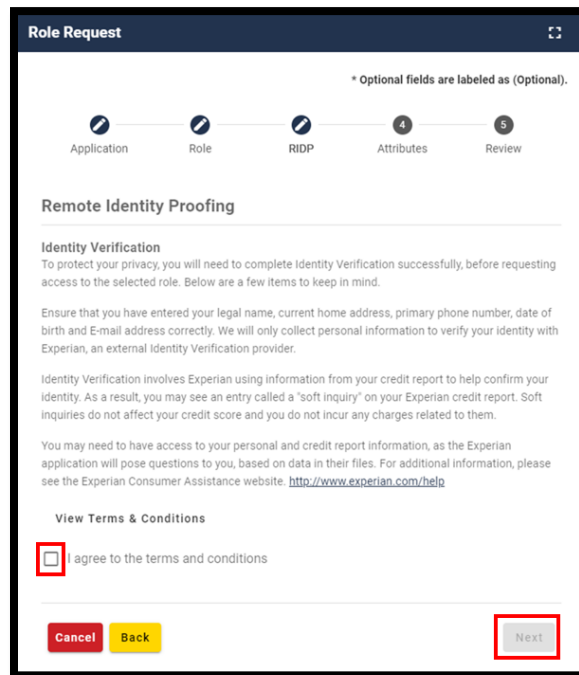 Role Request
* Optional fields are labeled as (Optional).
4 5
Application Role RIDP Attributes Review
Remote Identity Proofing
Identity Verification
To protect your privacy, you will need to complete Identity Verification successfully, before requesting
access to the selected role. Below are a few items to keep in
mind.
Ensure that you have entered your legal name, current home address, primary phone number, date of
birth and E-mail address correctly. We will only collect personal information to verify your identity with
Experian, an external Identity Verification provider.
Identity Verification involves Experian using information from your credit report to help confirm your
identity. As a result, you may see an entry called a "soft inquiry" on your Experian credit report. Soft
inquiries do not affect your credit score and you do not incur any charges related to
them.
You may need to have access to your personal and credit report information, as the Experian
application will pose questions to you, based on data in their files. For additional information, please
see the Experian Consumer Assistance website. http://www.experian.com/help
View Terms & Conditions
I agree to the terms and conditions
Cancel Back Next